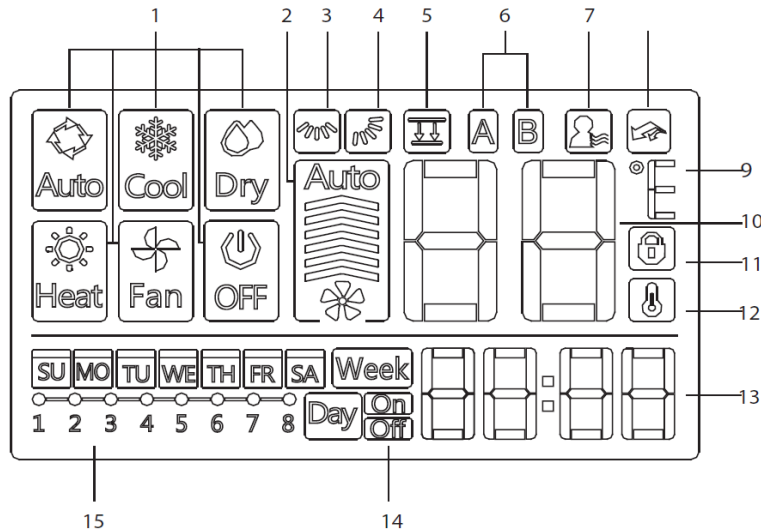 1 2 3 4 5 6 7
A B
Auto Cool Dry Auto
9
10
11
Heat Fan OFF
12
SU MO TU WE TH FR SA Week
88:88
13
Day On
Off
1 2 3 4 5 6 7 8
15 14